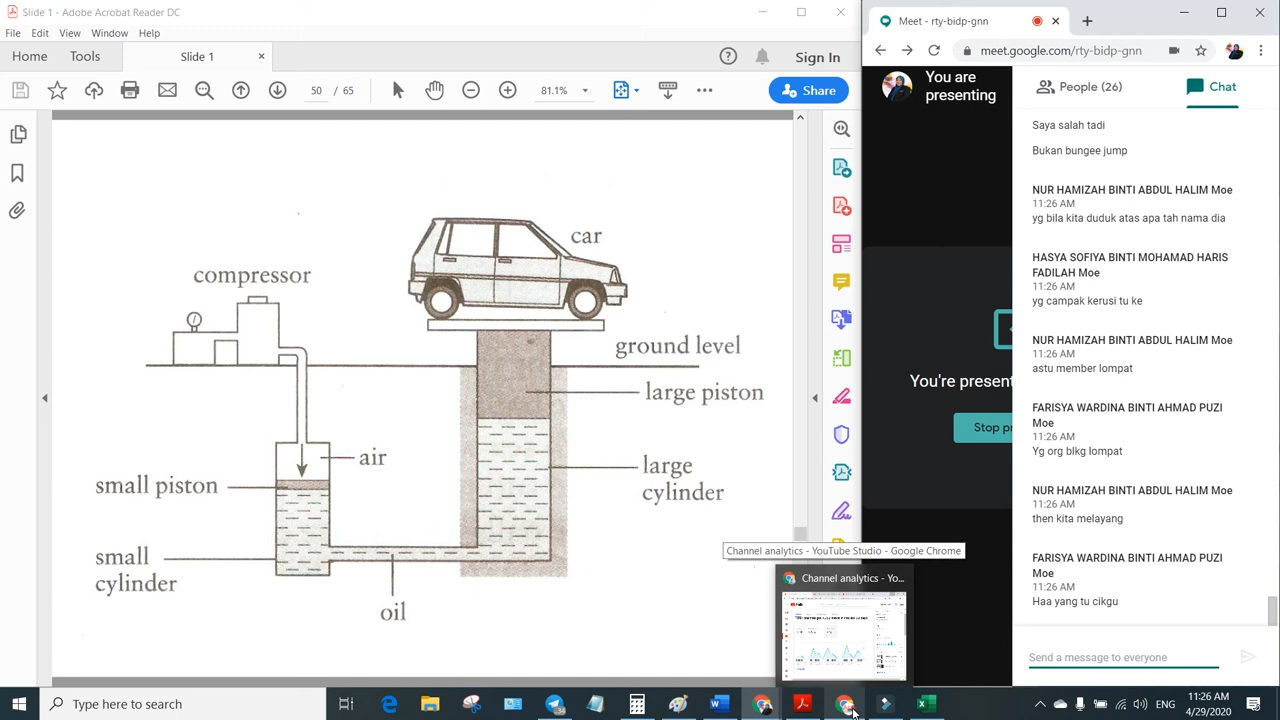 Slide 1 - Adobe Acrobat Reader DC
File Edit View Window Help
Home Tools
Slide 1
Sign In
50 / 65
81.1%
Share
compressor
car
ground level
large piston
air
small piston
large
cylinder
small
cylinder
oil
Channel analytics - YouTube Studio - Google Chrome
Channel analytics - Yo...
Meet - rty-bidp-gnn
meet.google.com/rty-bidp-gnn
You are
presenting
You're present
Stop pr
People (26)
Chat
Saya salah tadi
Bukan bungee jump
NUR HAMIZAH BINTI ABDUL HALIM Moe
11:26 AM
yg bila kita duduk atas apa tah nama dia
HASYA SOFIYA BINTI MOHAMAD HARIS
FADILAH Moe
11:26 AM
yg campak kerusi tu ke
NUR HAMIZAH BINTI ABDUL HALIM Moe
11:26 AM
astu member lompat
FARISYA WARDINA BINTI AHMAD PUZI
Moe
11:26 AM
Yg org blkg lompat
NUR HAMIZAH BINTI ABDUL HALIM Moe
11:26 AM
then kita melayang
FARISYA WARDINA BINTI AHMAD PUZI
Moe
11:26 AM
Haa yang tu cikgu
Send a message to everyone
Type here to search
ENG
11:26 AM
4/29/2020